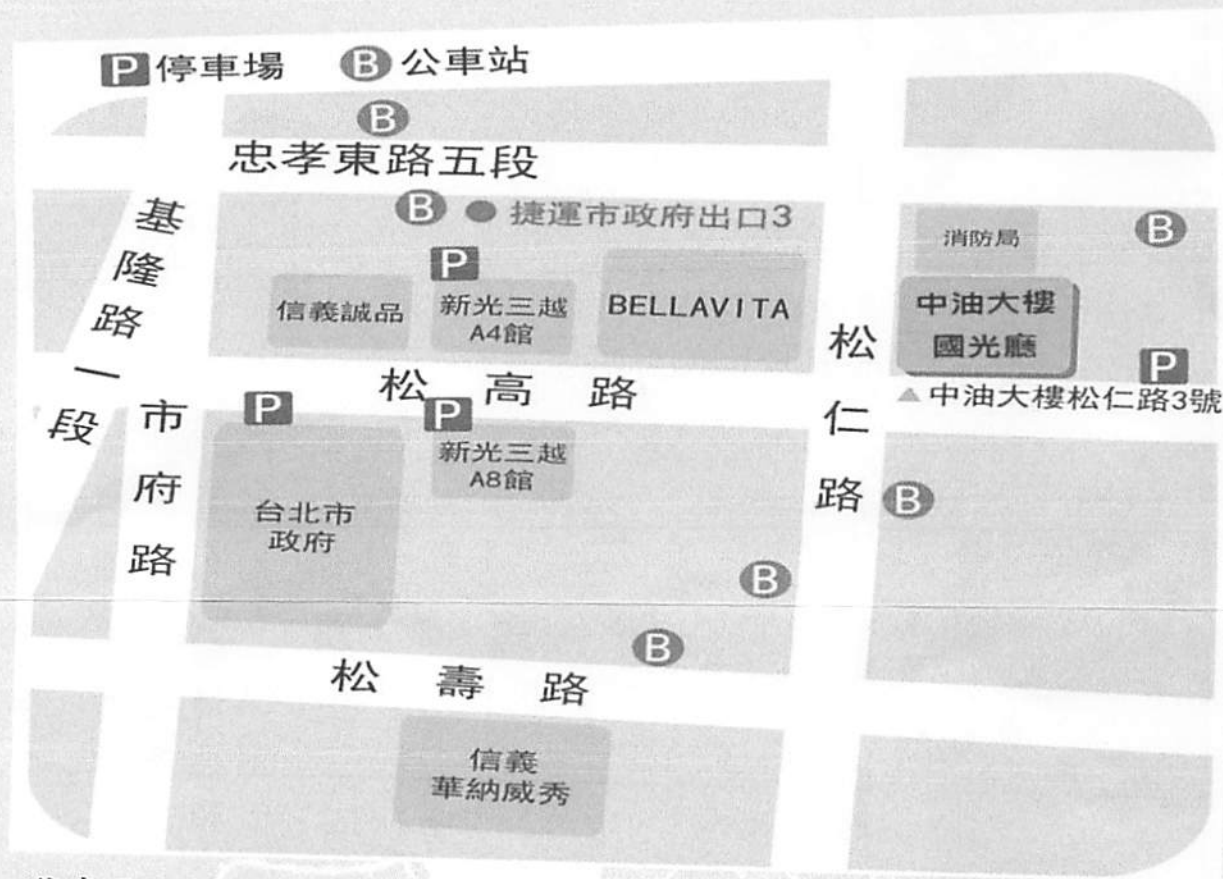 P 停車場 B 公車站
B
忠孝東路五段
B 捷運市政府出口3
B
基隆路一段
消防局
P
信義誠品
新光三越
A4館
BELLAVITA
中油大樓
國光廳
P
中油大樓松仁路3號
松高路
松仁路
市府路
P
P
新光三越
A8館
台北市
政府
B
B
B
松壽路
信義
華納威秀